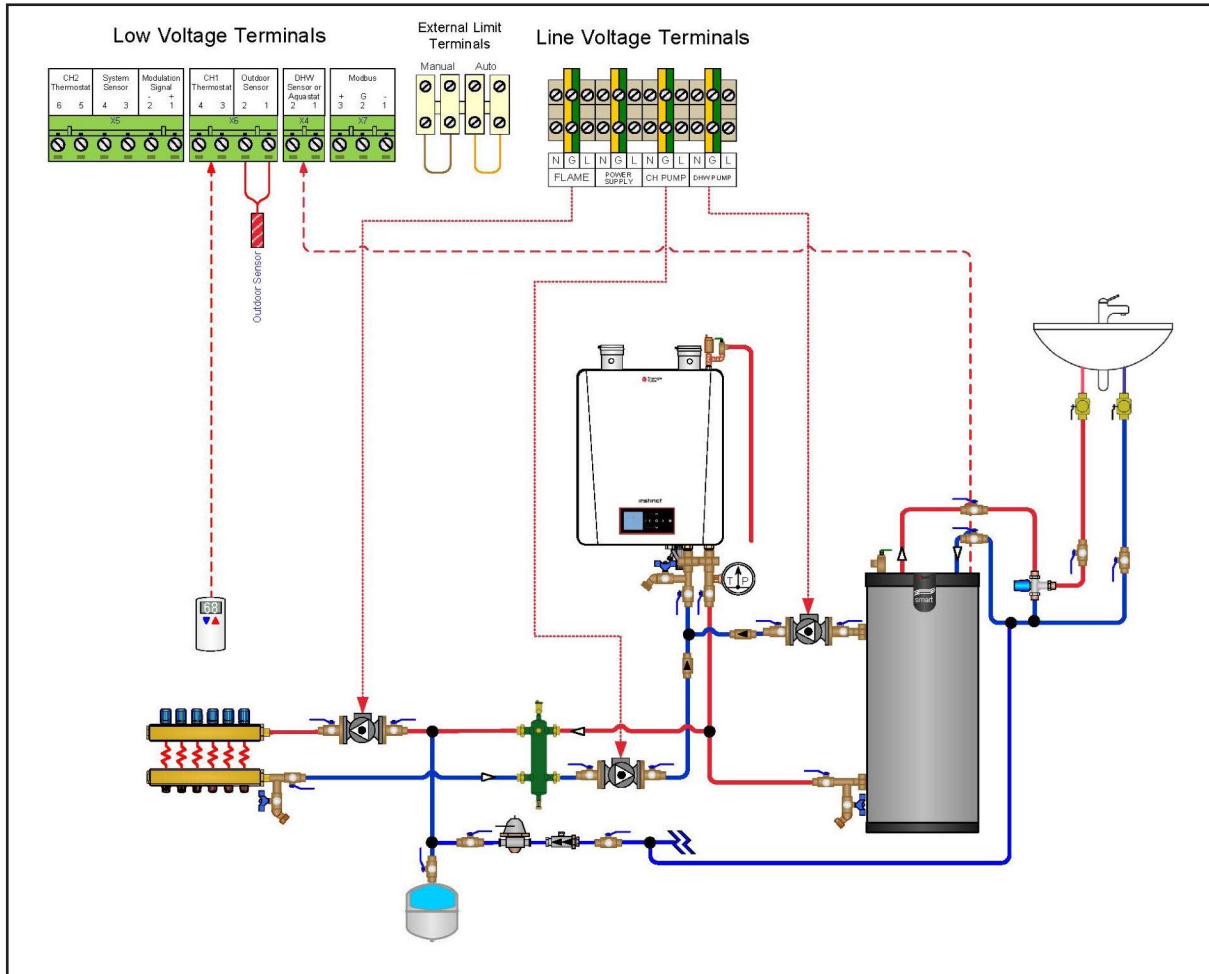 Low Voltage Terminals
External Limit
Terminals
Line Voltage Terminals
Manual Auto
CH2
Thermostat
6 5
System
Sensor
4 3
Modulation
Signal
- +
2 1
X5
CH1
Thermostat
4 3
Outdoor
Sensor
2 1
X6
DHW
Sensor or
Aquastat
2 1
X4
Modbus
+ G -
3 2 1
X7
N G L N G L N G L N G L
FLAME
POWER
SUPPLY
CH PUMP
DHW PUMP
Outdoor Sensor
Triangle
Tube
instinct
T P
smart
68